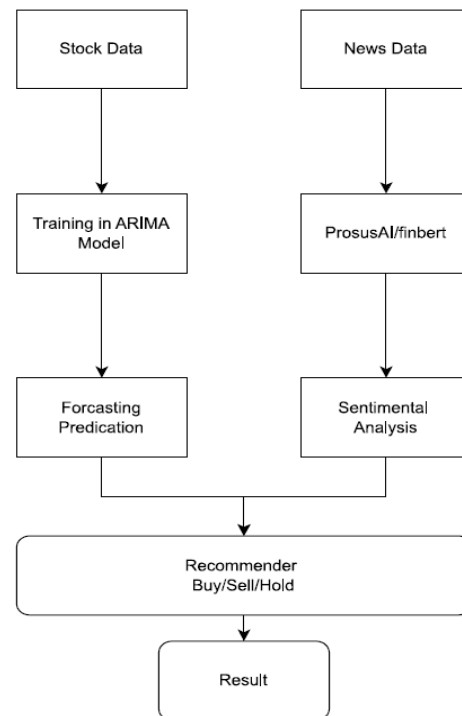 Stock Data
News Data
Training in ARIMA
Model
ProsusAI/finbert
Forcasting
Predication
Sentimental
Analysis
Recommender
Buy/Sell/Hold
Result